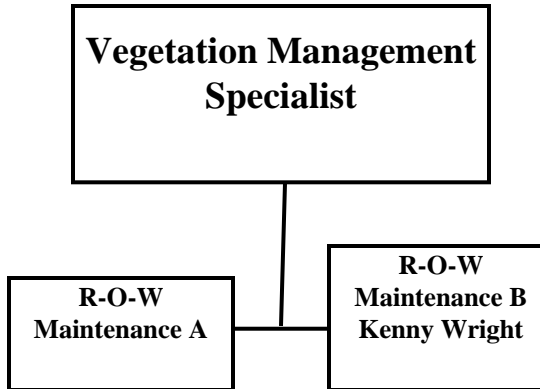 Vegetation Management
Specialist
R-O-W
Maintenance A
R-O-W
Maintenance B
Kenny Wright